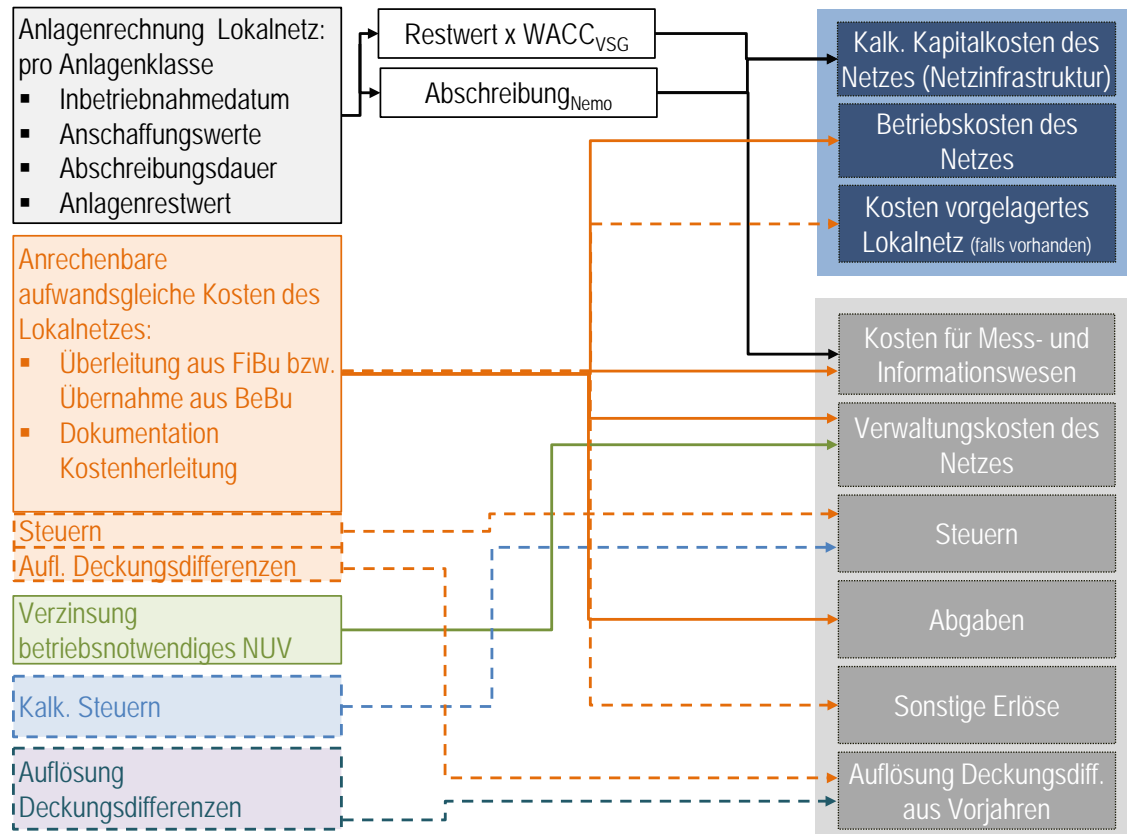 Anlagenrechnung Lokalnetz:
pro Anlagenklasse
▪ Inbetriebnahmedatum
▪ Anschaffungswerte
▪ Abschreibungsdauer
▪ Anlagenrestwert
Restwert x WACC_VSG
Abschreibung_Nemo
Anrechenbare
aufwandsgleiche Kosten des
Lokalnetzes:
▪ Überleitung aus FiBu bzw.
Übernahme aus BeBu
▪ Dokumentation
Kostenherleitung
Steuern
Aufl. Deckungsdifferenzen
Verzinsung
betriebsnotwendiges NUV
Kalk. Steuern
Auflösung
Deckungsdifferenzen
Kalk. Kapitalkosten des
Netzes (Netzinfrastruktur)
Betriebskosten des
Netzes
Kosten vorgelagertes
Lokalnetz (falls vorhanden)
Kosten für Mess- und
Informationswesen
Verwaltungskosten des
Netzes
Steuern
Abgaben
Sonstige Erlöse
Auflösung Deckungsdiff.
aus Vorjahren